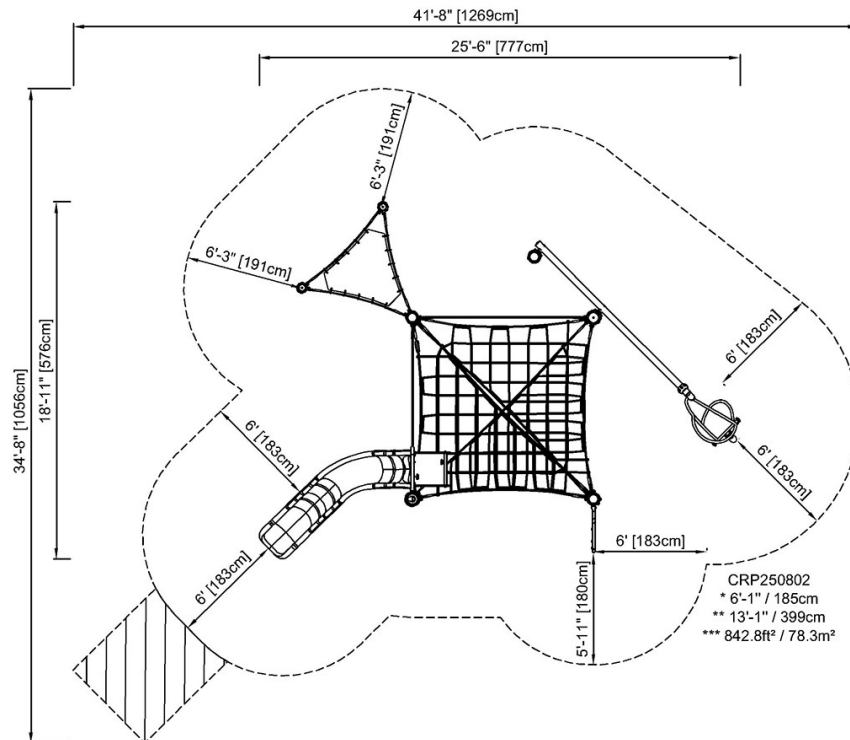 41'-8" [1269cm]
25'-6" [777cm]
6'-3" [191cm]
6'-3" [191cm]
34'-8" [1056cm]
18'-11" [576cm]
6' [183cm]
6' [183cm]
6' [183cm]
6' [183cm]
6' [183cm]
5'-11" [180cm]
CRP250802
* 6'-1" / 185cm
** 13'-1" / 399cm
*** 842.8ft² / 78.3m²